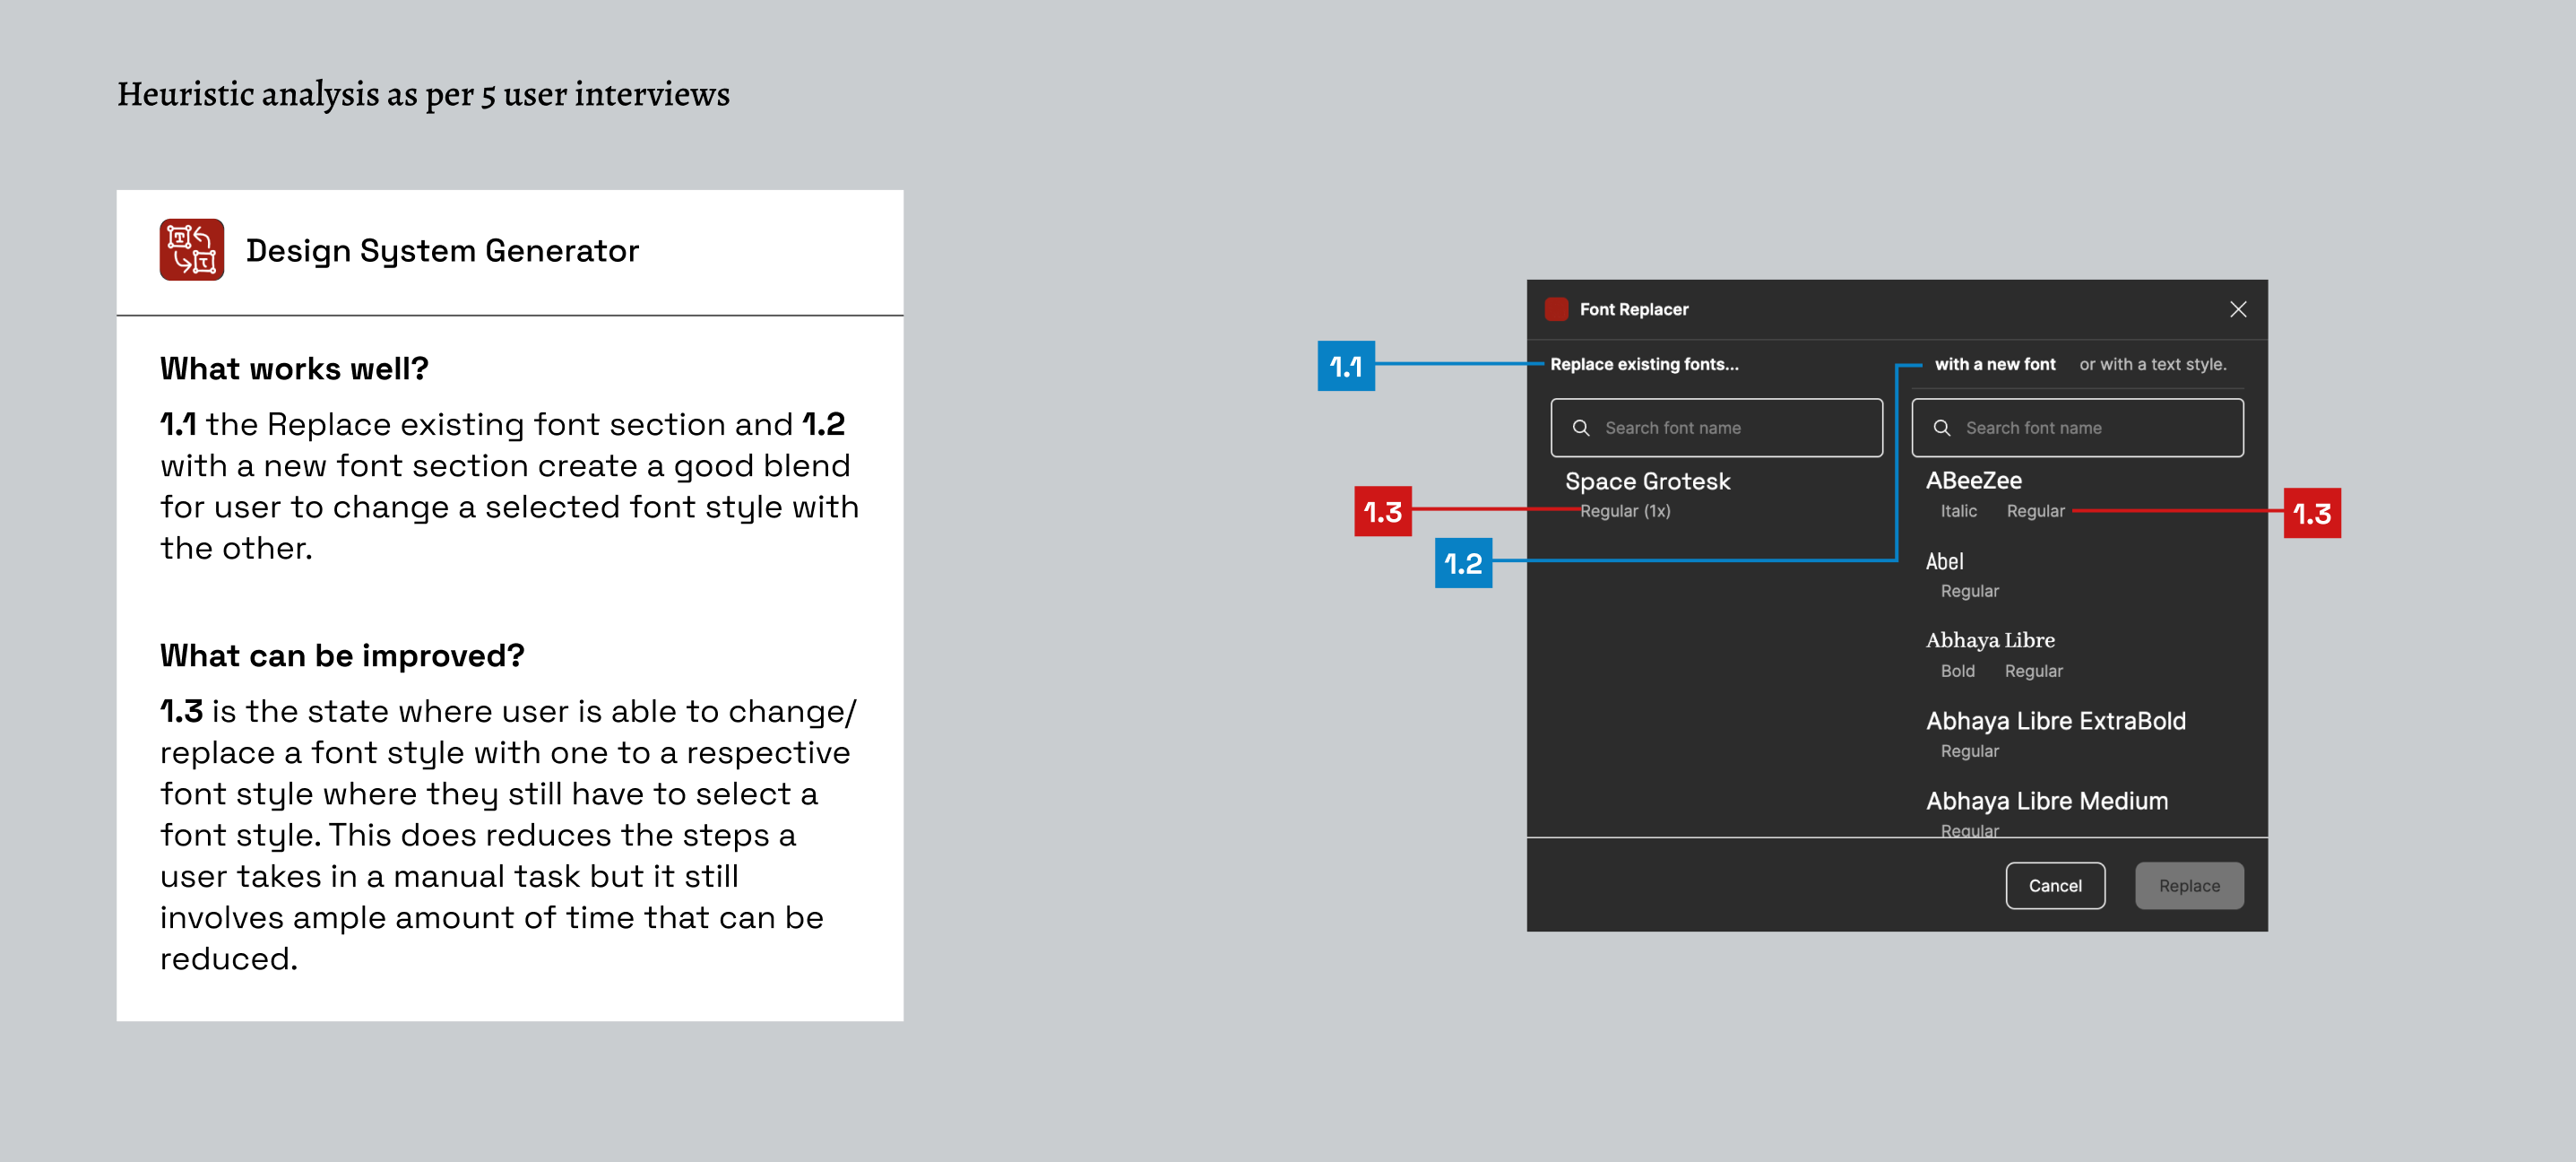 Heuristic analysis as per 5 user interviews
Design System Generator
What works well?
1.1 the Replace existing font section and 1.2
with a new font section create a good blend
for user to change a selected font style with
the other.
What can be improved?
1.3 is the state where user is able to change/
replace a font style with one to a respective
font style where they still have to select a
font style. This does reduces the steps a
user takes in a manual task but it still
involves ample amount of time that can be
reduced.
Font Replacer
1.1
Replace existing fonts...
with a new font or with a text style.
Search font name
Search font name
Space Grotesk
Regular (1x)
1.3
1.2
ABeeZee
Italic Regular
1.3
Abel
Regular
Abhaya Libre
Bold Regular
Abhaya Libre ExtraBold
Regular
Abhaya Libre Medium
Regular
Cancel Replace